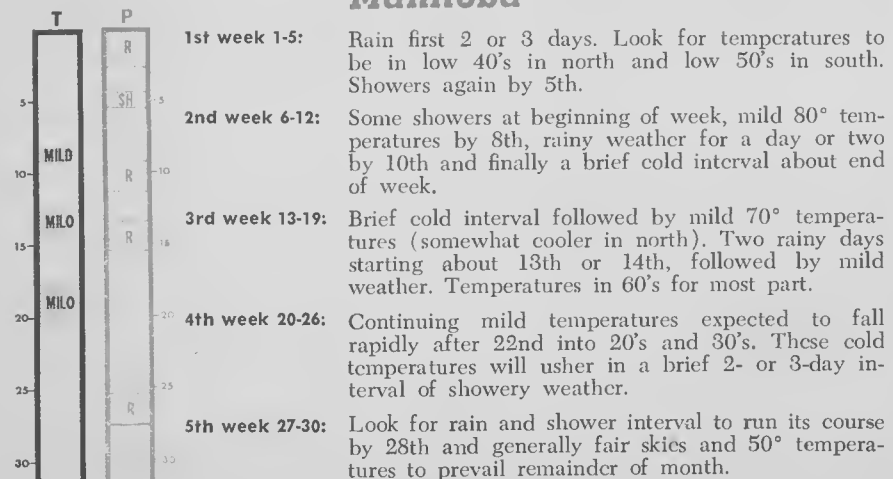 Manitoba
T P
1st week 1-5: Rain first 2 or 3 days. Look for temperatures to
be in low 40's in north and low 50's in south.
Showers again by 5th.
2nd week 6-12: Some showers at beginning of week, mild 80° tem-
peratures by 8th, rainy weather for a day or two
by 10th and finally a brief cold interval about end
of week.
3rd week 13-19: Brief cold interval followed by mild 70° tempera-
tures (somewhat cooler in north). Two rainy days
starting about 13th or 14th, followed by mild
weather. Temperatures in 60's for most part.
4th week 20-26: Continuing mild temperatures expected to fall
rapidly after 22nd into 20's and 30's. These cold
temperatures will usher in a brief 2- or 3-day in-
terval of showery weather.
5th week 27-30: Look for rain and shower interval to run its course
by 28th and generally fair skies and 50° tempera-
tures to prevail remainder of month.
R
5 SH 5
MILD
10 R 10
MILD
15 R 15
MILD
20 20
25 25
R
30 30